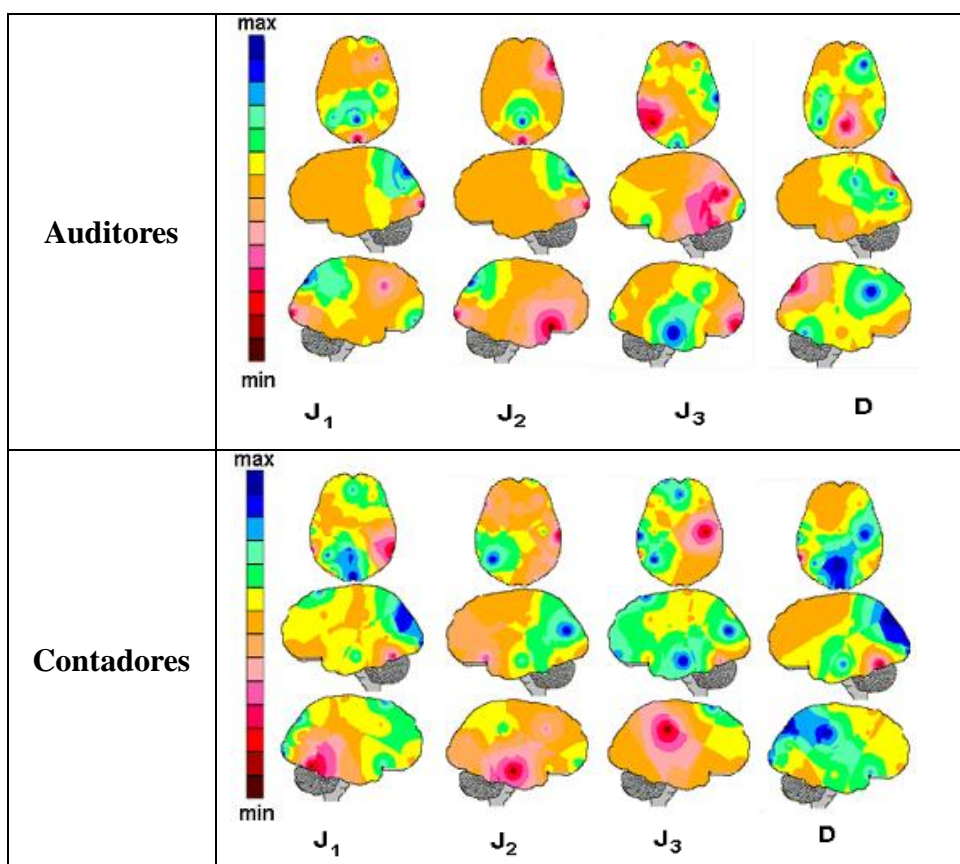 max
Auditores
min
J₁ J₂ J₃ D
max
Contadores
min
J₁ J₂ J₃ D